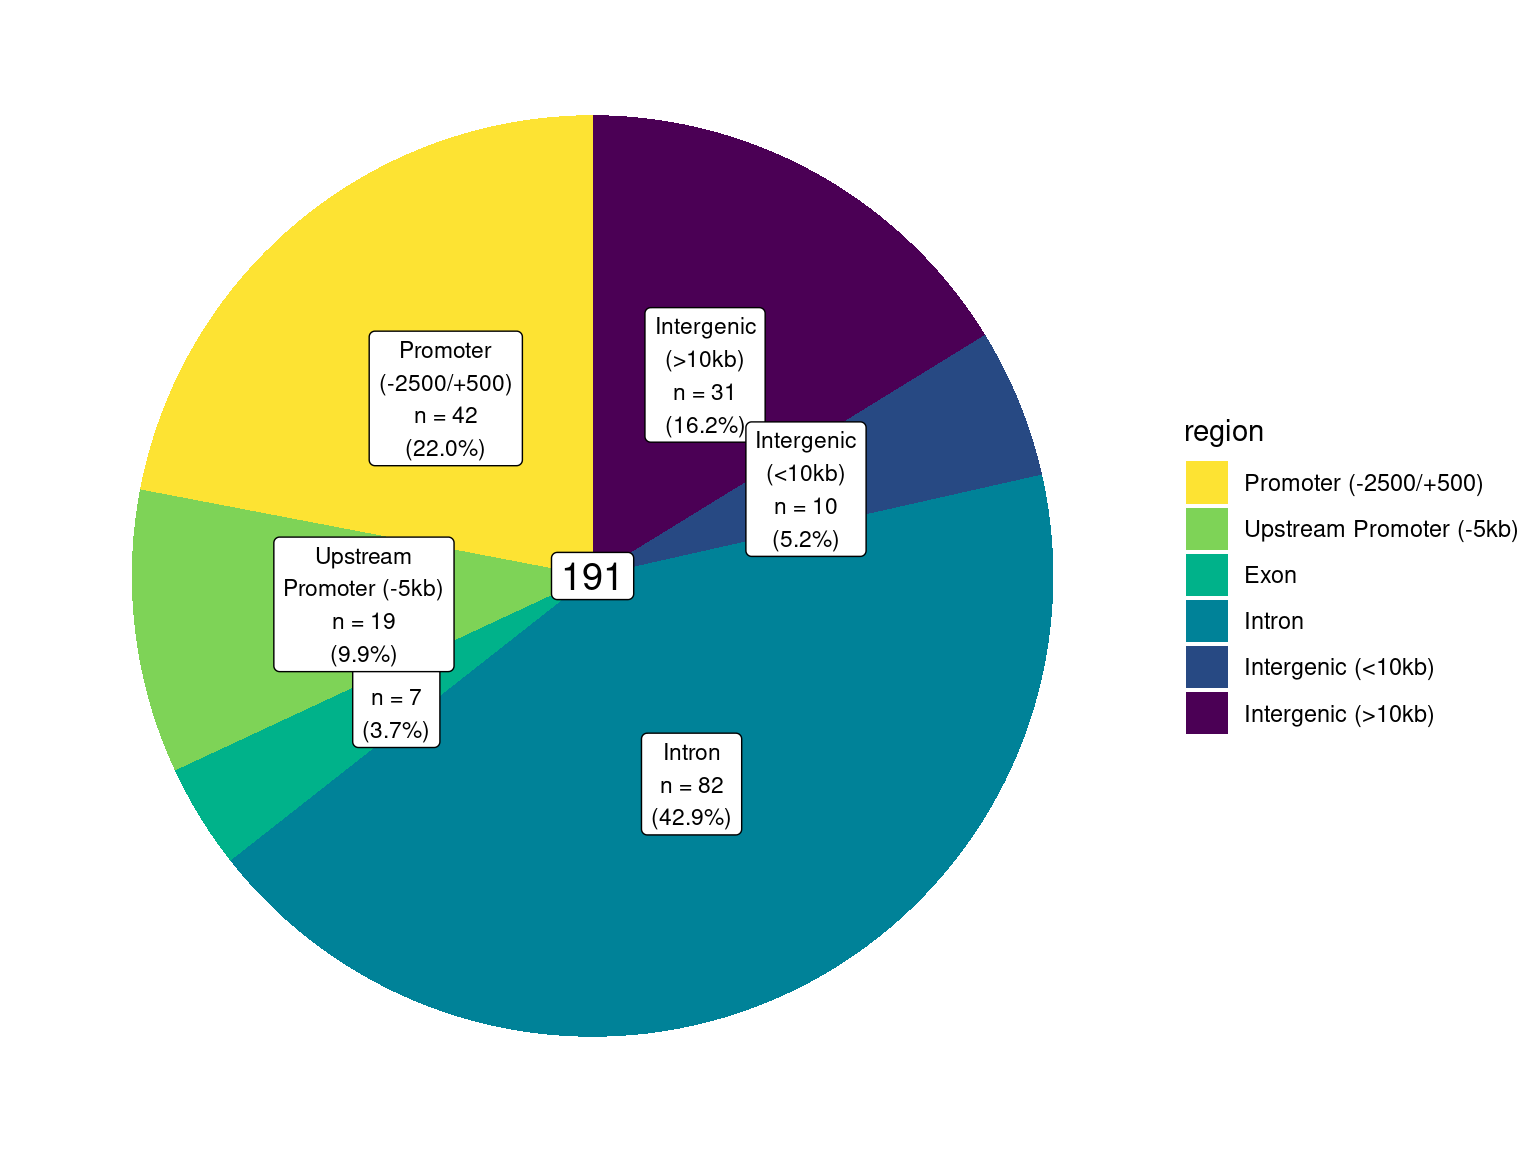 Promoter
(-2500/+500)
n = 42
(22.0%)
Intergenic
(>10kb)
n = 31
(16.2%)
Intergenic
(<10kb)
n = 10
(5.2%)
191
Upstream
Promoter (-5kb)
n = 19
(9.9%)
n = 7
(3.7%)
Intron
n = 82
(42.9%)
region
Promoter (-2500/+500)
Upstream Promoter (-5kb)
Exon
Intron
Intergenic (<10kb)
Intergenic (>10kb)